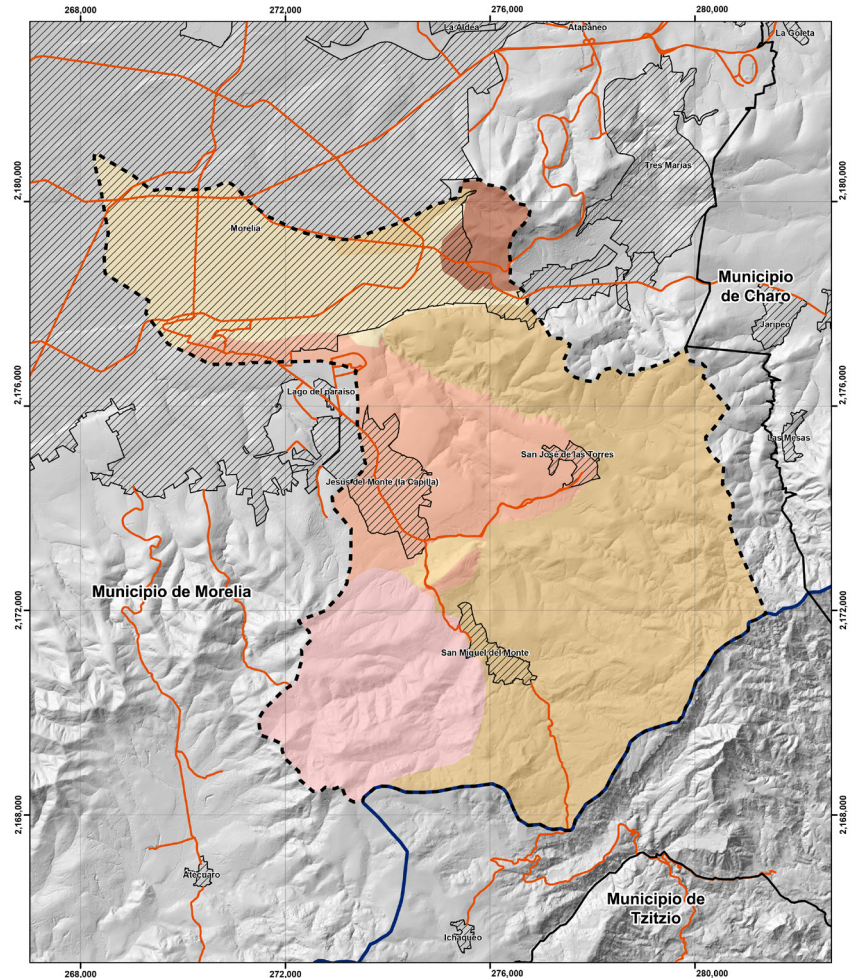 268,000
272,000
276,000
280,000
La Aldea
Atapaneo
La Goleta
Tres Marías
2,180,000
2,180,000
Morelia
Municipio
de Charo
Jaripeo
2,176,000
2,176,000
Lago del paraiso
Las Mesas
San José de las Torres
Jesús del Monte (la Capilla)
2,172,000
2,172,000
Municipio de Morelia
San Miguel del Monte
2,168,000
2,168,000
Atécuaro
Municipio de
Tzitzio
Ichaqueo
268,000
272,000
276,000
280,000